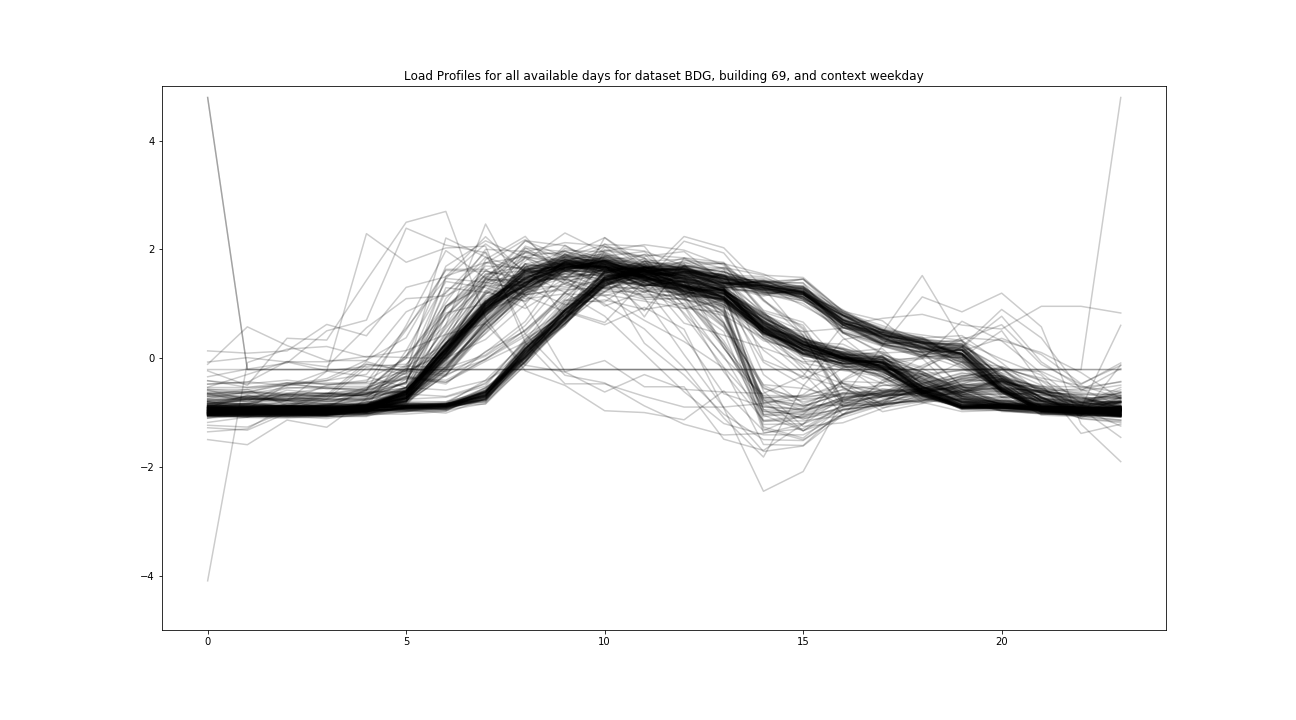 Load Profiles for all available days for dataset BDG, building 69, and context weekday
4
2
0
−2
−4
0 5 10 15 20